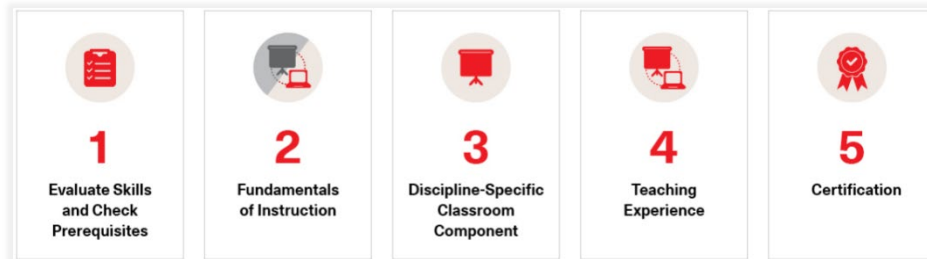 1
Evaluate Skills
and Check
Prerequisites
2
Fundamentals
of Instruction
3
Discipline-Specific
Classroom
Component
4
Teaching
Experience
5
Certification